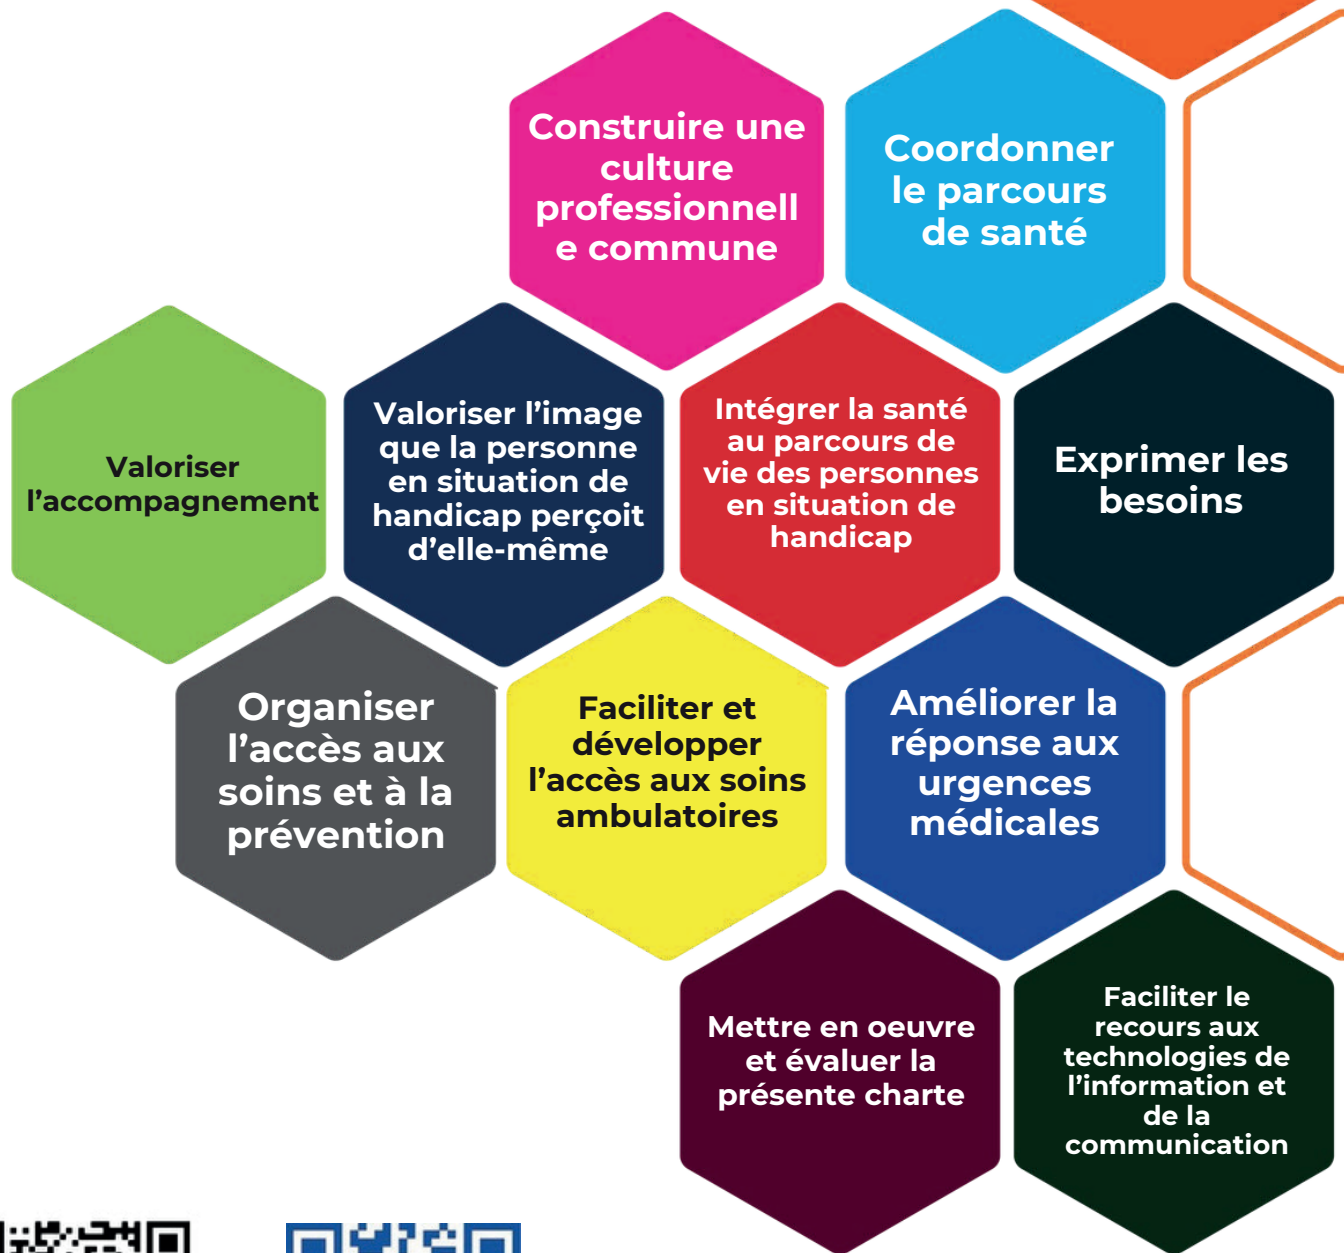 Construire une
culture
professionnell
e commune
Coordonner
le parcours
de santé
Valoriser
l’accompagnement
Valoriser l’image
que la personne
en situation de
handicap perçoit
d’elle-même
Intégrer la santé
au parcours de
vie des personnes
en situation de
handicap
Exprimer les
besoins
Organiser
l’accès aux
soins et à la
prévention
Faciliter et
développer
l’accès aux soins
ambulatoires
Améliorer la
réponse aux
urgences
médicales
Mettre en oeuvre
et évaluer la
présente charte
Faciliter le
recours aux
technologies de
l’information et
de la
communication